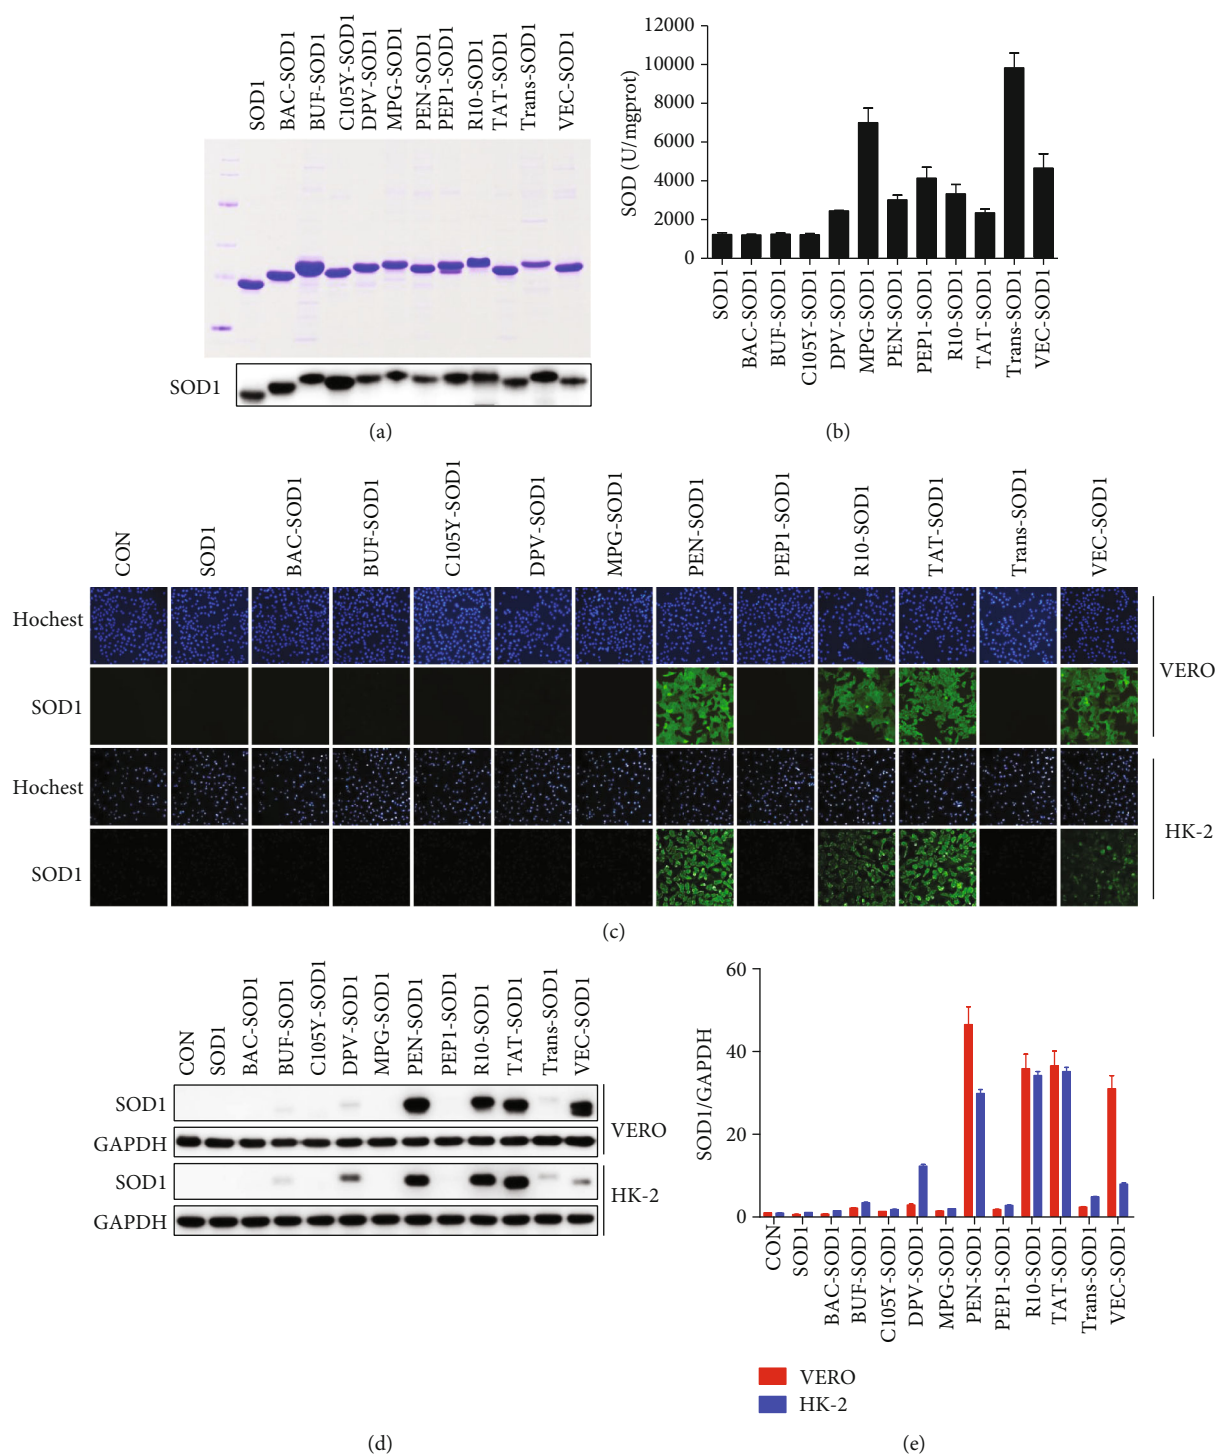 SOD1
BAC-SOD1
BUF-SOD1
C105Y-SOD1
DPV-SOD1
MPG-SOD1
PEN-SOD1
PEP1-SOD1
R10-SOD1
TAT-SOD1
Trans-SOD1
VEC-SOD1
SOD1
(a)
SOD (U/mgprot)
12000
10000
8000
6000
4000
2000
0
SOD1
BAC-SOD1
BUF-SOD1
C105Y-SOD1
DPV-SOD1
MPG-SOD1
PEN-SOD1
PEP1-SOD1
R10-SOD1
TAT-SOD1
Trans-SOD1
VEC-SOD1
(b)
CON
SOD1
BAC-SOD1
BUF-SOD1
C105Y-SOD1
DPV-SOD1
MPG-SOD1
PEN-SOD1
PEP1-SOD1
R10-SOD1
TAT-SOD1
Trans-SOD1
VEC-SOD1
Hochest
SOD1
VERO
Hochest
SOD1
HK-2
(c)
CON
SOD1
BAC-SOD1
BUF-SOD1
C105Y-SOD1
DPV-SOD1
MPG-SOD1
PEN-SOD1
PEP1-SOD1
R10-SOD1
TAT-SOD1
Trans-SOD1
VEC-SOD1
SOD1
GAPDH
VERO
SOD1
GAPDH
HK-2
(d)
SOD1/GAPDH
60
40
20
0
CON
SOD1
BAC-SOD1
BUF-SOD1
C105Y-SOD1
DPV-SOD1
MPG-SOD1
PEN-SOD1
PEP1-SOD1
R10-SOD1
TAT-SOD1
Trans-SOD1
VEC-SOD1
VERO
HK-2
(e)